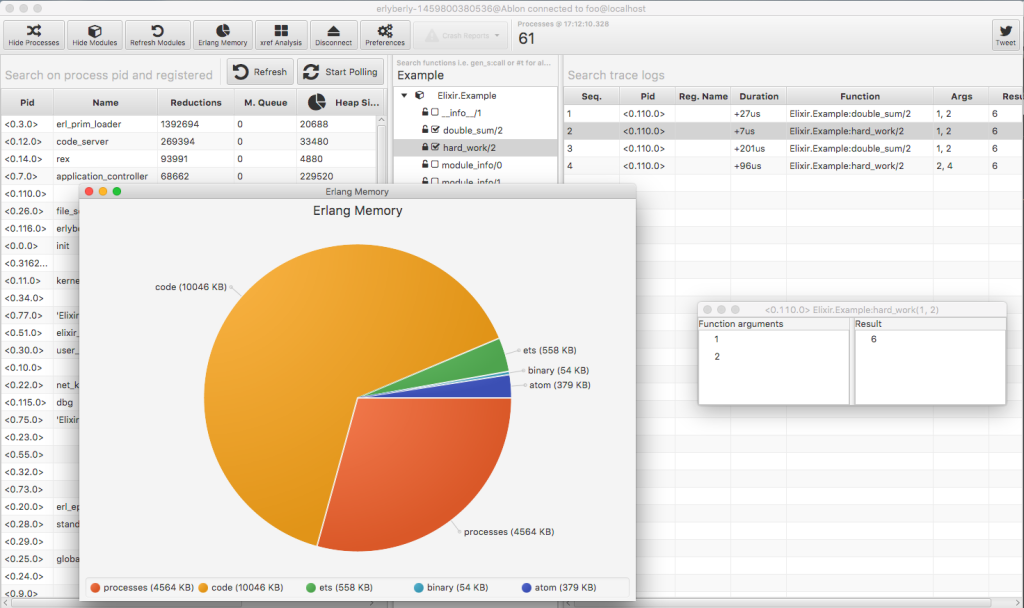 erlyberly-1459800380536@Ablon connected to foo@localhost
Hide Processes Hide Modules Refresh Modules Erlang Memory xref Analysis Disconnect Preferences Crash Reports
Processes @ 17:12:10.328
61
Tweet
Search on process pid and registered Refresh Start Polling
Pid Name Reductions M. Queue Heap Si...
<0.3.0> erl_prim_loader 1392694 0 20688
<0.12.0> code_server 269394 0 33480
<0.14.0> rex 93991 0 4880
<0.7.0> application_controller 68662 0 229520
<0.110.0>
<0.26.0> file_s
<0.116.0> erlyb
<0.0.0> init
<0.3162...
<0.11.0> kerne
<0.34.0>
<0.77.0> 'Elixir
<0.51.0> elixir_
<0.30.0> user_
<0.10.0>
<0.22.0> net_k
<0.115.0> dbg
<0.75.0> 'Elixir
<0.23.0>
<0.55.0>
<0.32.0>
<0.73.0>
<0.20.0> erl_ep
<0.28.0> stand
<0.29.0>
<0.25.0> globa
<0.24.0>
<0.9.0>
Search functions i.e. gen_s:call or #t for al...
Example
Elixir.Example
__info__/1
double_sum/2
hard_work/2
module_info/0
module_info/1
Search trace logs
Seq. Pid Reg. Name Duration Function Args Resu
1 <0.110.0> +27us Elixir.Example:double_sum/2 1, 2 6
2 <0.110.0> +7us Elixir.Example:hard_work/2 1, 2 6
3 <0.110.0> +201us Elixir.Example:double_sum/2 1, 2 6
4 <0.110.0> +96us Elixir.Example:hard_work/2 2, 4 6
Erlang Memory
Erlang Memory
code (10046 KB)
ets (558 KB)
binary (54 KB)
atom (379 KB)
processes (4564 KB)
processes (4564 KB) code (10046 KB) ets (558 KB) binary (54 KB) atom (379 KB)
<0.110.0> Elixir.Example:hard_work(1, 2)
Function arguments Result
1 6
2